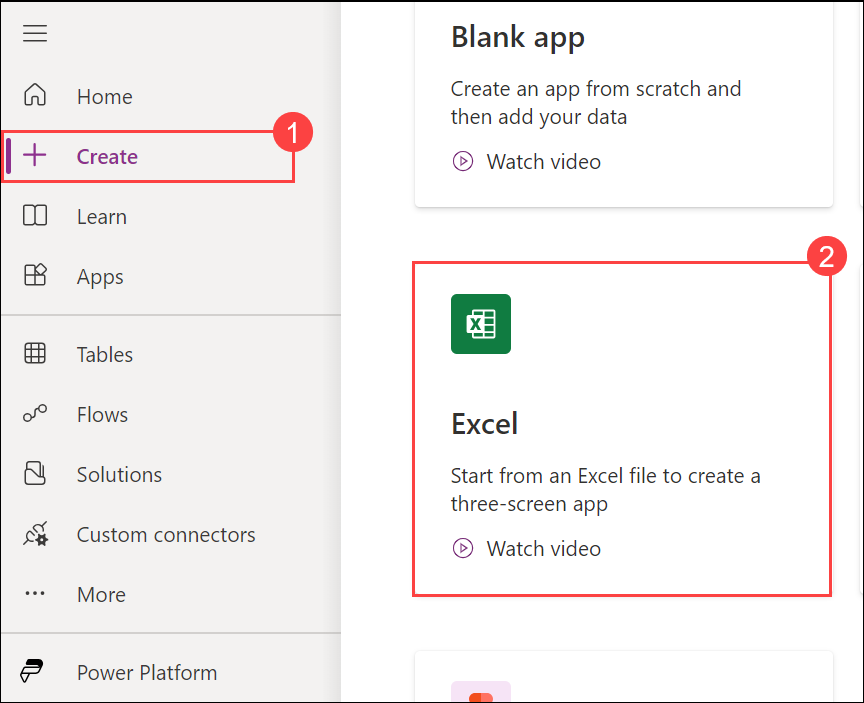 Home
1
Create
Learn
Apps
Tables
Flows
Solutions
Custom connectors
More
Power Platform
Blank app
Create an app from scratch and
then add your data
Watch video
2
X
Excel
Start from an Excel file to create a
three-screen app
Watch video